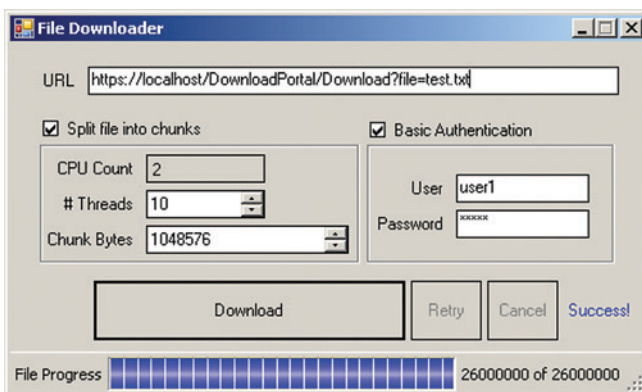 File Downloader
URL https://localhost/DownloadPortal/Download?file=test.txt
Split file into chunks
Basic Authentication
CPU Count 2
# Threads 10
Chunk Bytes 1048576
User user1
Password xxxxx
Download
Retry
Cancel
Success!
File Progress
26000000 of 26000000